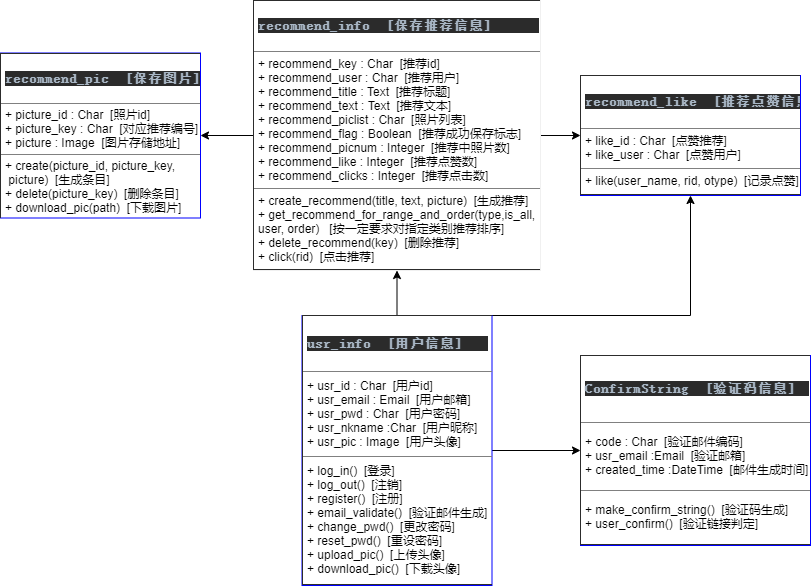 recommend_info [保存推荐信息]
+ recommend_key : Char [推荐id]
+ recommend_user : Char [推荐用户]
+ recommend_title : Text [推荐标题]
+ recommend_text : Text [推荐文本]
+ recommend_piclist : Char [照片列表]
+ recommend_flag : Boolean [推荐成功保存标志]
+ recommend_picnum : Integer [推荐中照片数]
+ recommend_like : Integer [推荐点赞数]
+ recommend_clicks : Integer [推荐点击数]
+ create_recommend(title, text, picture) [生成推荐]
+ get_recommend_for_range_and_order(type,is_all,
user, order) [按一定要求对指定类别推荐排序]
+ delete_recommend(key) [删除推荐]
+ click(rid) [点击推荐]
recommend_pic [保存图片]
+ picture_id : Char [照片id]
+ picture_key : Char [对应推荐编号]
+ picture : Image [图片存储地址]
+ create(picture_id, picture_key,
picture) [生成条目]
+ delete(picture_key) [删除条目]
+ download_pic(path) [下载图片]
recommend_like [推荐点赞信
+ like_id : Char [点赞推荐]
+ like_user : Char [点赞用户]
+ like(user_name, rid, otype) [记录点赞]
usr_info [用户信息]
+ usr_id : Char [用户id]
+ usr_email : Email [用户邮箱]
+ usr_pwd : Char [用户密码]
+ usr_nkname :Char [用户昵称]
+ usr_pic : Image [用户头像]
+ log_in() [登录]
+ log_out() [注销]
+ register() [注册]
+ email_validate() [验证邮件生成]
+ change_pwd() [更改密码]
+ reset_pwd() [重设密码]
+ upload_pic() [上传头像]
+ download_pic() [下载头像]
ConfirmString [验证码信息]
+ code : Char [验证邮件编码]
+ usr_email :Email [验证邮箱]
+ created_time :DateTime [邮件生成时间]
+ make_confirm_string() [验证码生成]
+ user_confirm() [验证链接判定]